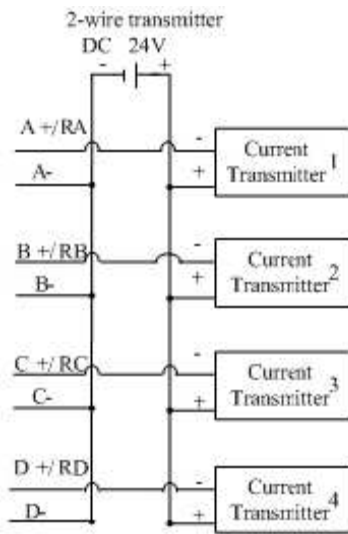 2-wire transmitter
DC 24V
- +
A +/RA
-
Current
Transmitter 1
A-
+
B +/RB
-
Current
Transmitter 2
B-
+
C +/RC
-
Current
Transmitter 3
C-
+
D +/RD
-
Current
Transmitter 4
D-
+